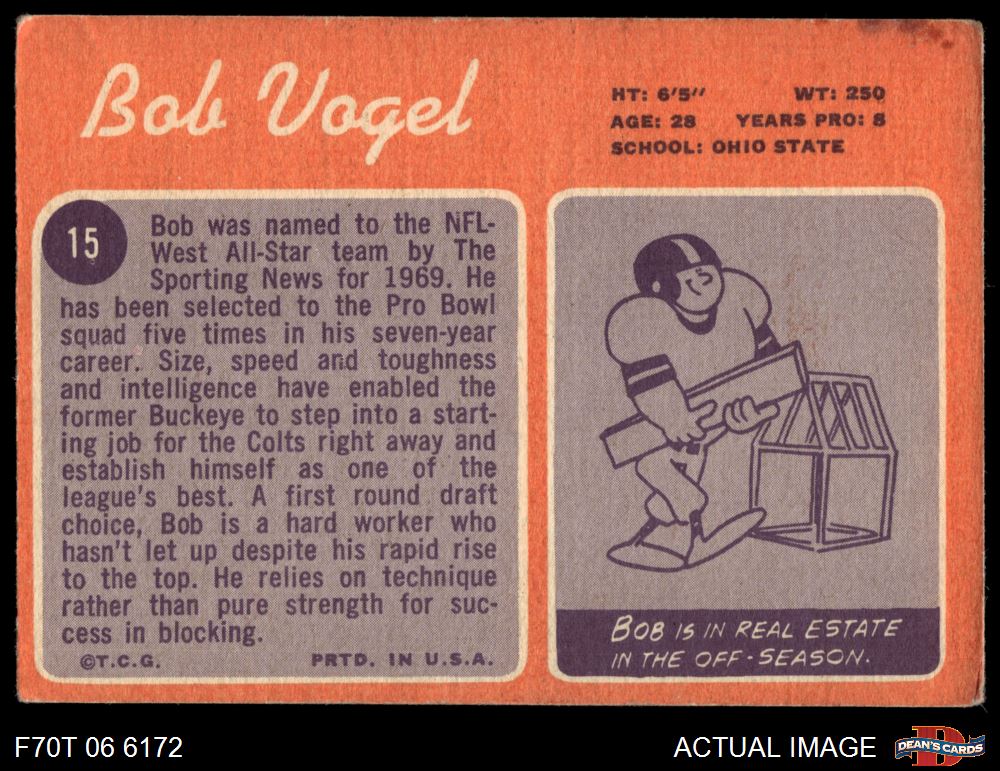 Bob Vogel
HT: 6'5" WT: 250
AGE: 28 YEARS PRO: 8
SCHOOL: OHIO STATE
15
Bob was named to the NFL-
West All-Star team by The
Sporting News for 1969. He
has been selected to the Pro Bowl
squad five times in his seven-year
career. Size, speed and toughness
and intelligence have enabled the
former Buckeye to step into a start-
ing job for the Colts right away and
establish himself as one of the
league's best. A first round draft
choice, Bob is a hard worker who
hasn't let up despite his rapid rise
to the top. He relies on technique
rather than pure strength for suc-
cess in blocking.
©T.C.G. PRTD. IN U.S.A.
BOB IS IN REAL ESTATE
IN THE OFF-SEASON.
F70T 06 6172
ACTUAL IMAGE
DEAN'S CARDS